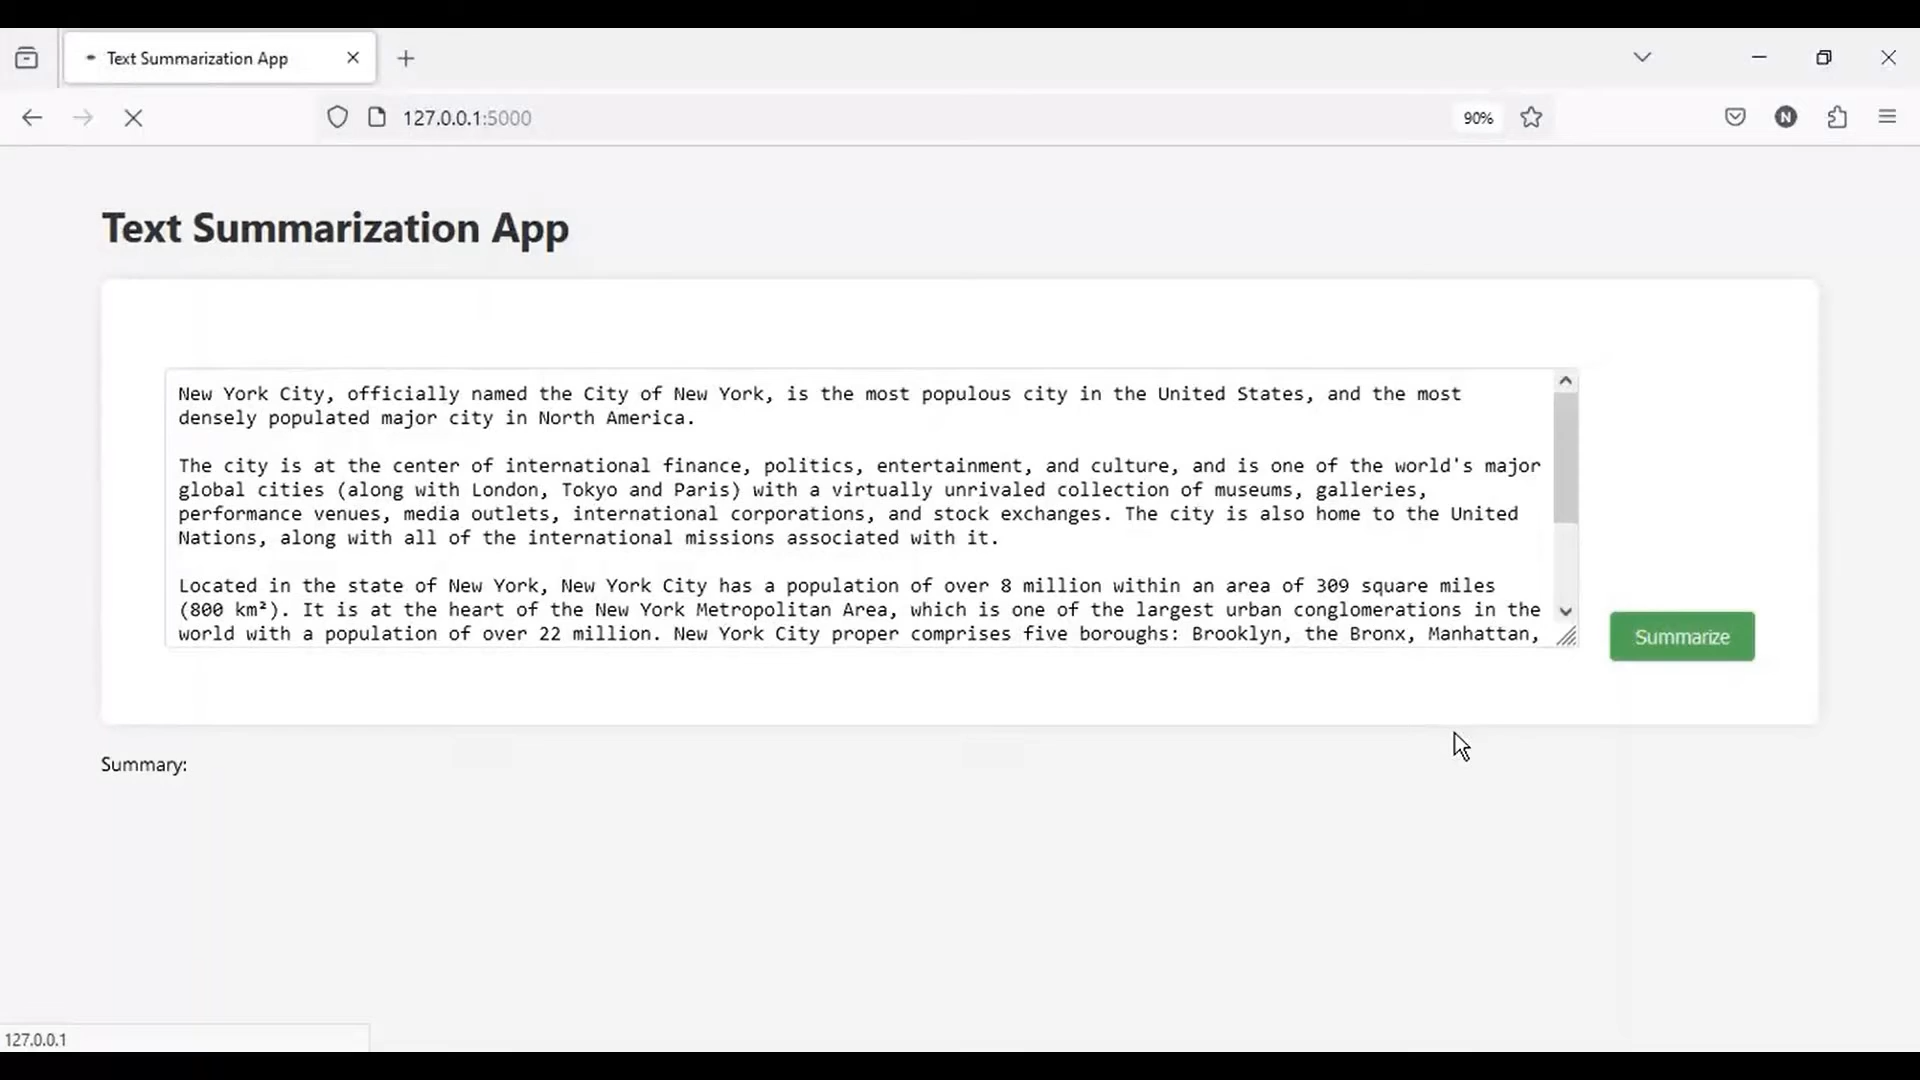 Text Summarization App
127.0.0.1:5000
90%
N
Text Summarization App
New York City, officially named the City of New York, is the most populous city in the United States, and the most
densely populated major city in North America.
The city is at the center of international finance, politics, entertainment, and culture, and is one of the world's major
global cities (along with London, Tokyo and Paris) with a virtually unrivaled collection of museums, galleries,
performance venues, media outlets, international corporations, and stock exchanges. The city is also home to the United
Nations, along with all of the international missions associated with it.
Located in the state of New York, New York City has a population of over 8 million within an area of 309 square miles
(800 km²). It is at the heart of the New York Metropolitan Area, which is one of the largest urban conglomerations in the
world with a population of over 22 million. New York City proper comprises five boroughs: Brooklyn, the Bronx, Manhattan,
Summarize
Summary:
127.0.0.1